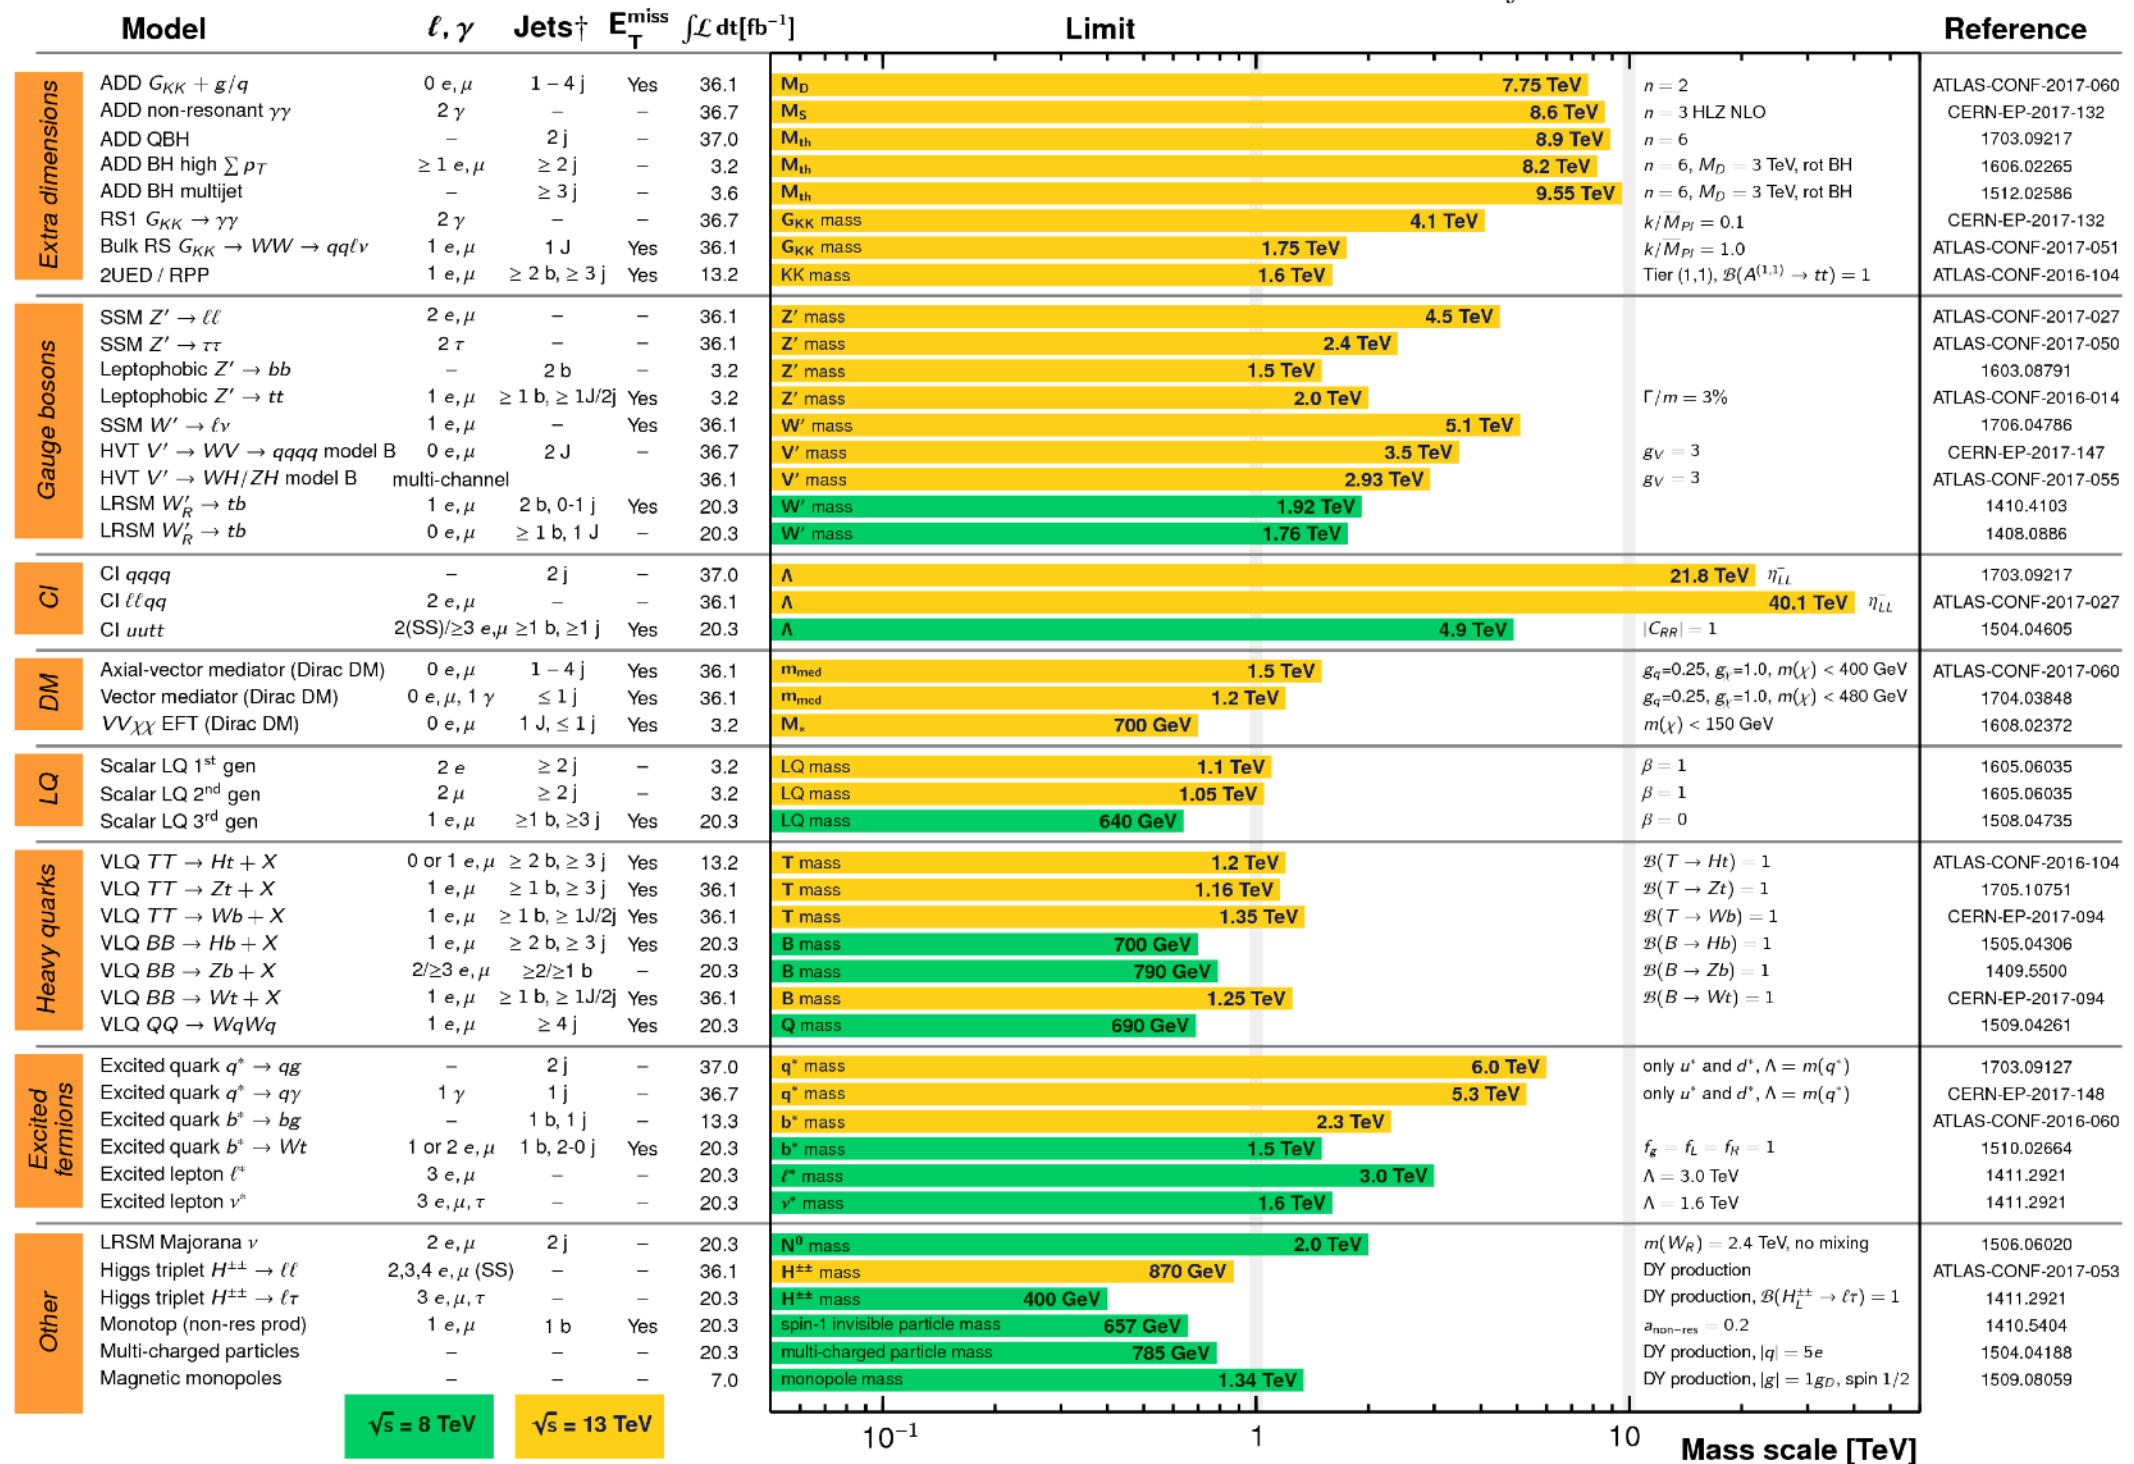 Model ℓ, γ Jets† E_T^miss ∫ℒ dt[fb⁻¹] Limit Reference
Extra dimensions
ADD G_KK + g/q 0 e, μ 1 – 4 j Yes 36.1 M_D 7.75 TeV n = 2 ATLAS-CONF-2017-060
ADD non-resonant γγ 2 γ – – 36.7 M_S 8.6 TeV n = 3 HLZ NLO CERN-EP-2017-132
ADD QBH – 2 j – 37.0 M_th 8.9 TeV n = 6 1703.09217
ADD BH high ∑ p_T ≥ 1 e, μ ≥ 2 j – 3.2 M_th 8.2 TeV n = 6, M_D = 3 TeV, rot BH 1606.02265
ADD BH multijet – ≥ 3 j – 3.6 M_th 9.55 TeV n = 6, M_D = 3 TeV, rot BH 1512.02586
RS1 G_KK → γγ 2 γ – – 36.7 G_KK mass 4.1 TeV k/M̅_Pl = 0.1 CERN-EP-2017-132
Bulk RS G_KK → WW → qqℓν 1 e, μ 1 J Yes 36.1 G_KK mass 1.75 TeV k/M̅_Pl = 1.0 ATLAS-CONF-2017-051
2UED / RPP 1 e, μ ≥ 2 b, ≥ 3 j Yes 13.2 KK mass 1.6 TeV Tier (1,1), ℬ(A^(1,1) → tt) = 1 ATLAS-CONF-2016-104
Gauge bosons
SSM Z′ → ℓℓ 2 e, μ – – 36.1 Z′ mass 4.5 TeV ATLAS-CONF-2017-027
SSM Z′ → ττ 2 τ – – 36.1 Z′ mass 2.4 TeV ATLAS-CONF-2017-050
Leptophobic Z′ → bb – 2 b – 3.2 Z′ mass 1.5 TeV 1603.08791
Leptophobic Z′ → tt 1 e, μ ≥ 1 b, ≥ 1J/2j Yes 3.2 Z′ mass 2.0 TeV Γ/m = 3% ATLAS-CONF-2016-014
SSM W′ → ℓν 1 e, μ – Yes 36.1 W′ mass 5.1 TeV 1706.04786
HVT V′ → WV → qqqq model B 0 e, μ 2 J – 36.7 V′ mass 3.5 TeV g_V = 3 CERN-EP-2017-147
HVT V′ → WH/ZH model B multi-channel 36.1 V′ mass 2.93 TeV g_V = 3 ATLAS-CONF-2017-055
LRSM W′_R → tb 1 e, μ 2 b, 0-1 j Yes 20.3 W′ mass 1.92 TeV 1410.4103
LRSM W′_R → tb 0 e, μ ≥ 1 b, 1 J – 20.3 W′ mass 1.76 TeV 1408.0886
CI
CI qqqq – 2 j – 37.0 Λ 21.8 TeV η⁻_LL 1703.09217
CI ℓℓqq 2 e, μ – – 36.1 Λ 40.1 TeV η⁻_LL ATLAS-CONF-2017-027
CI uutt 2(SS)/≥3 e,μ ≥1 b, ≥1 j Yes 20.3 Λ 4.9 TeV |C_RR| = 1 1504.04605
DM
Axial-vector mediator (Dirac DM) 0 e, μ 1 – 4 j Yes 36.1 m_med 1.5 TeV g_q=0.25, g_χ=1.0, m(χ) < 400 GeV ATLAS-CONF-2017-060
Vector mediator (Dirac DM) 0 e, μ, 1 γ ≤ 1 j Yes 36.1 m_med 1.2 TeV g_q=0.25, g_χ=1.0, m(χ) < 480 GeV 1704.03848
VVχχ EFT (Dirac DM) 0 e, μ 1 J, ≤ 1 j Yes 3.2 M_* 700 GeV m(χ) < 150 GeV 1608.02372
LQ
Scalar LQ 1st gen 2 e ≥ 2 j – 3.2 LQ mass 1.1 TeV β = 1 1605.06035
Scalar LQ 2nd gen 2 μ ≥ 2 j – 3.2 LQ mass 1.05 TeV β = 1 1605.06035
Scalar LQ 3rd gen 1 e, μ ≥1 b, ≥3 j Yes 20.3 LQ mass 640 GeV β = 0 1508.04735
Heavy quarks
VLQ TT → Ht + X 0 or 1 e, μ ≥ 2 b, ≥ 3 j Yes 13.2 T mass 1.2 TeV ℬ(T → Ht) = 1 ATLAS-CONF-2016-104
VLQ TT → Zt + X 1 e, μ ≥ 1 b, ≥ 3 j Yes 36.1 T mass 1.16 TeV ℬ(T → Zt) = 1 1705.10751
VLQ TT → Wb + X 1 e, μ ≥ 1 b, ≥ 1J/2j Yes 36.1 T mass 1.35 TeV ℬ(T → Wb) = 1 CERN-EP-2017-094
VLQ BB → Hb + X 1 e, μ ≥ 2 b, ≥ 3 j Yes 20.3 B mass 700 GeV ℬ(B → Hb) = 1 1505.04306
VLQ BB → Zb + X 2/≥3 e, μ ≥2/≥1 b – 20.3 B mass 790 GeV ℬ(B → Zb) = 1 1409.5500
VLQ BB → Wt + X 1 e, μ ≥ 1 b, ≥ 1J/2j Yes 36.1 B mass 1.25 TeV ℬ(B → Wt) = 1 CERN-EP-2017-094
VLQ QQ → WqWq 1 e, μ ≥ 4 j Yes 20.3 Q mass 690 GeV 1509.04261
Excited fermions
Excited quark q* → qg – 2 j – 37.0 q* mass 6.0 TeV only u* and d*, Λ = m(q*) 1703.09127
Excited quark q* → qγ 1 γ 1 j – 36.7 q* mass 5.3 TeV only u* and d*, Λ = m(q*) CERN-EP-2017-148
Excited quark b* → bg – 1 b, 1 j – 13.3 b* mass 2.3 TeV ATLAS-CONF-2016-060
Excited quark b* → Wt 1 or 2 e, μ 1 b, 2-0 j Yes 20.3 b* mass 1.5 TeV f_g = f_L = f_R = 1 1510.02664
Excited lepton ℓ* 3 e, μ – – 20.3 ℓ* mass 3.0 TeV Λ = 3.0 TeV 1411.2921
Excited lepton ν* 3 e, μ, τ – – 20.3 ν* mass 1.6 TeV Λ = 1.6 TeV 1411.2921
Other
LRSM Majorana ν 2 e, μ 2 j – 20.3 N⁰ mass 2.0 TeV m(W_R) = 2.4 TeV, no mixing 1506.06020
Higgs triplet H±± → ℓℓ 2,3,4 e, μ (SS) – – 36.1 H±± mass 870 GeV DY production ATLAS-CONF-2017-053
Higgs triplet H±± → ℓτ 3 e, μ, τ – – 20.3 H±± mass 400 GeV DY production, ℬ(H_L±± → ℓτ) = 1 1411.2921
Monotop (non-res prod) 1 e, μ 1 b Yes 20.3 spin-1 invisible particle mass 657 GeV a_non-res = 0.2 1410.5404
Multi-charged particles – – – 20.3 multi-charged particle mass 785 GeV DY production, |q| = 5e 1504.04188
Magnetic monopoles – – – 7.0 monopole mass 1.34 TeV DY production, |g| = 1g_D, spin 1/2 1509.08059
√s = 8 TeV √s = 13 TeV
10⁻¹ 1 10
Mass scale [TeV]